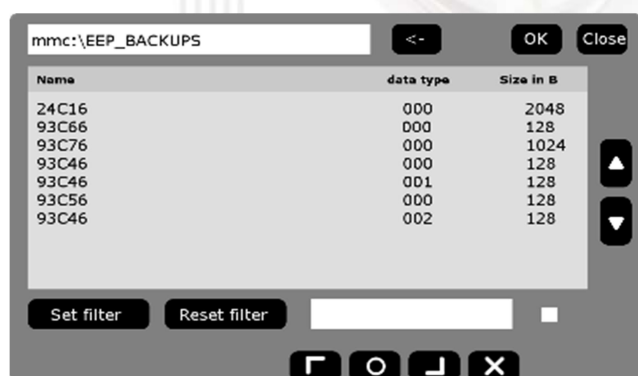 mmc:\EEP_BACKUPS <- OK Close
Name data type Size in B
24C16 000 2048
93C66 000 128
93C76 000 1024
93C46 000 128
93C46 001 128
93C56 000 128
93C46 002 128
Set filter Reset filter